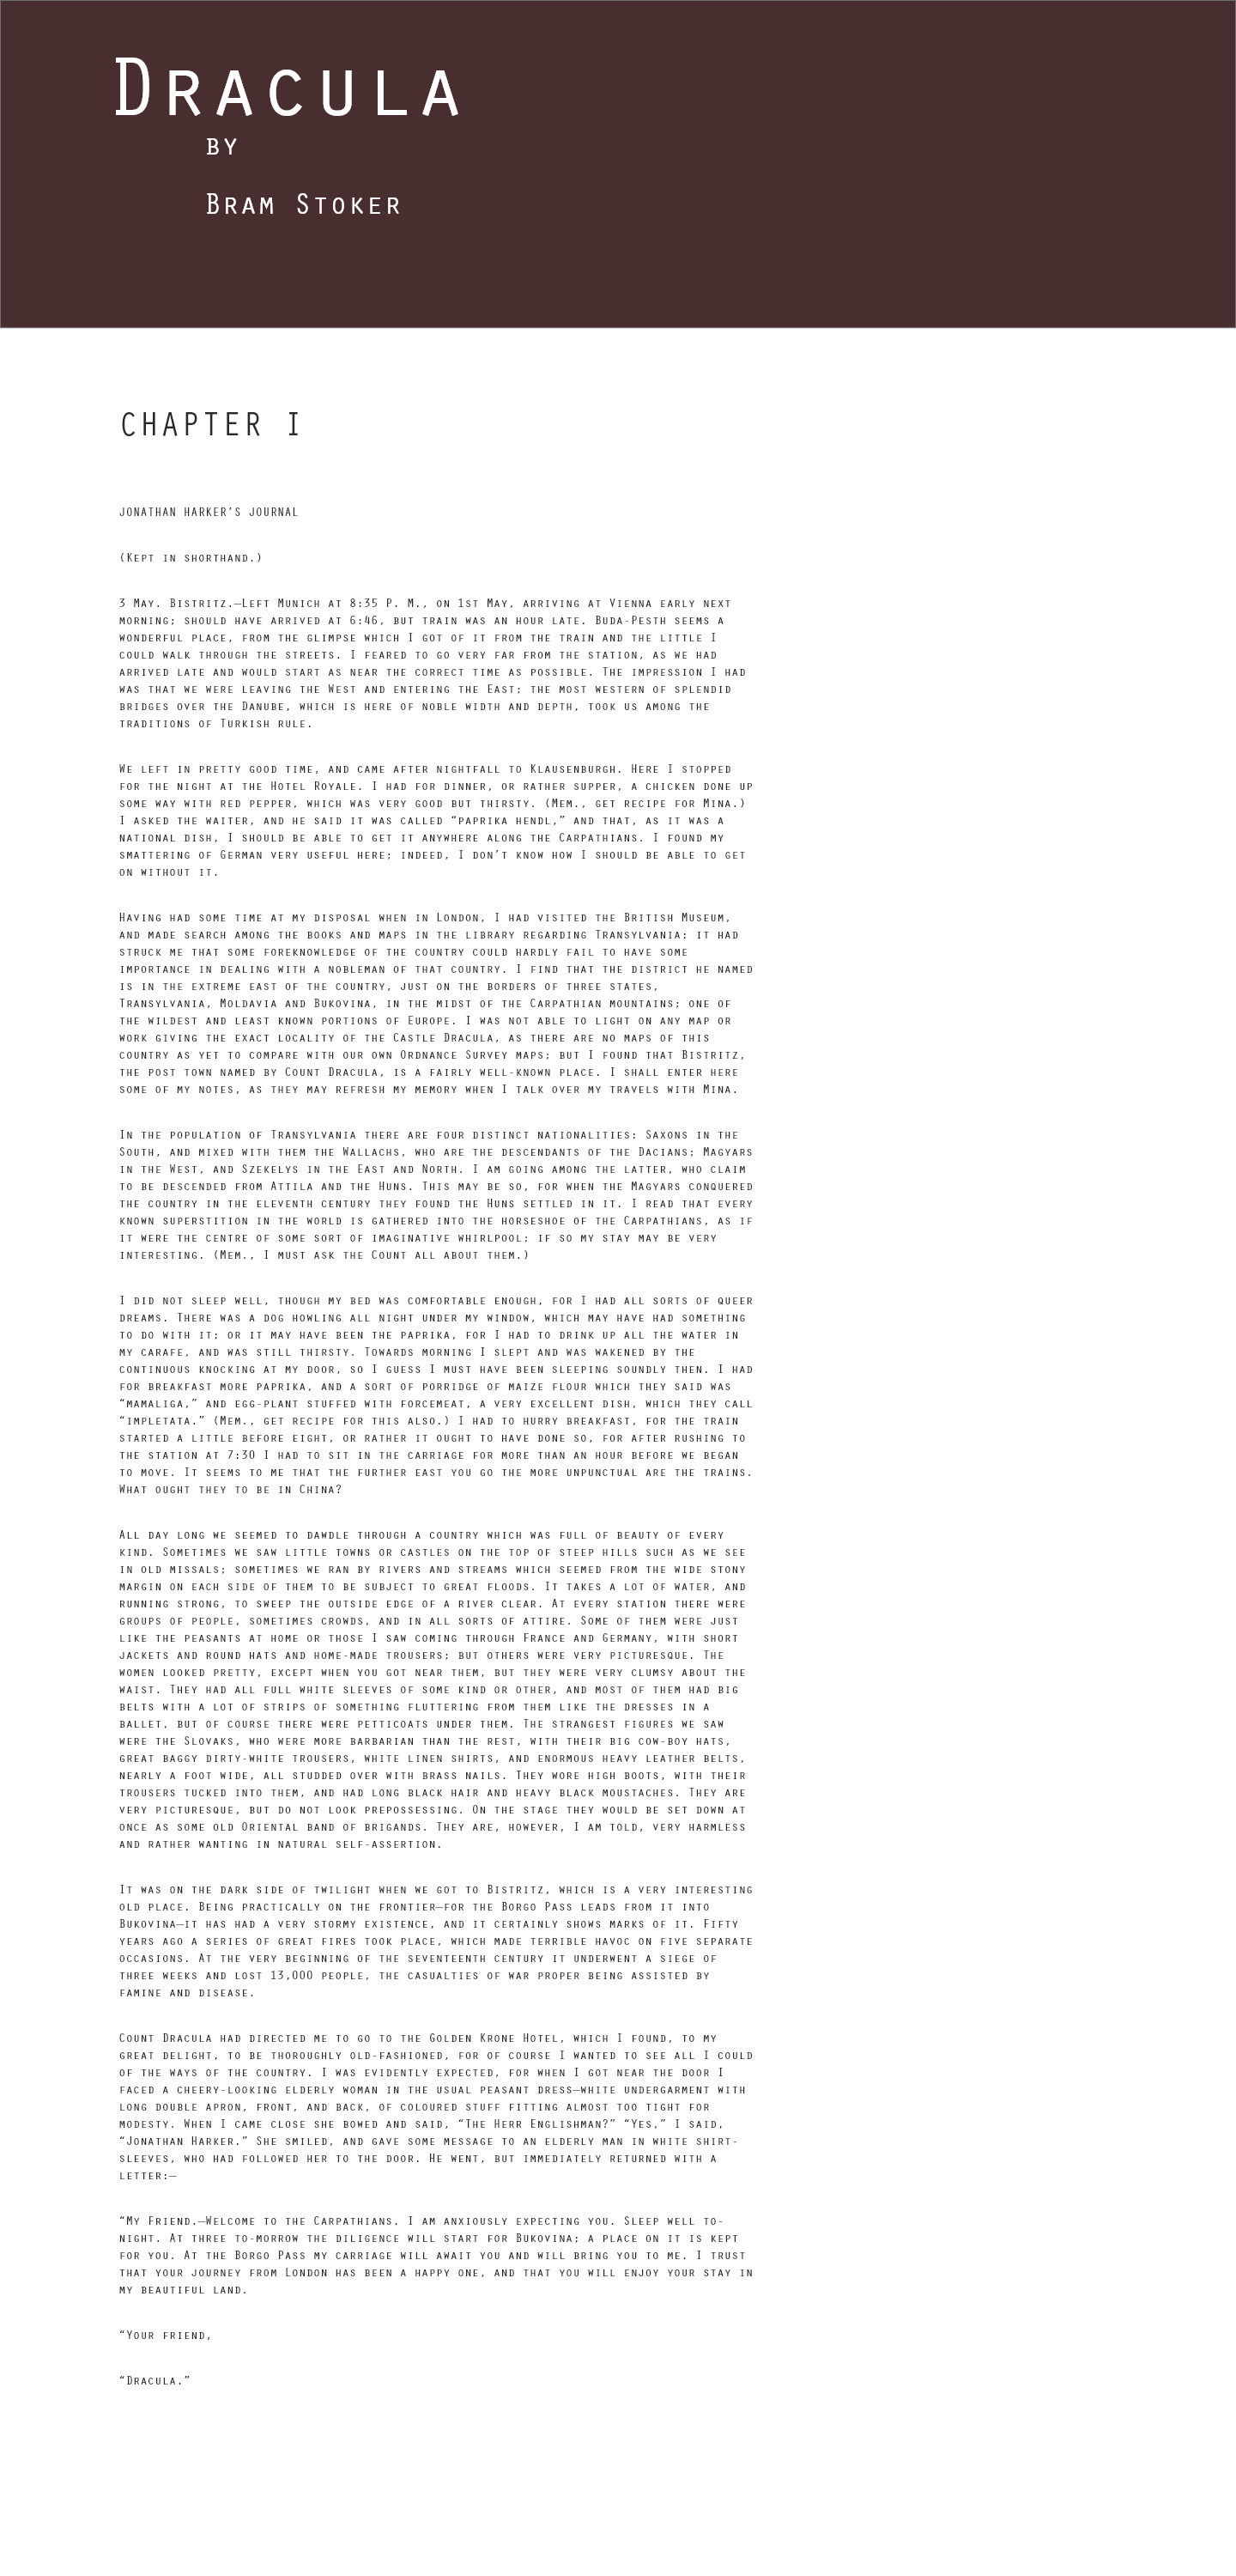 Dracula
by
Bram Stoker
CHAPTER I
JONATHAN HARKER’S JOURNAL
(Kept in shorthand.)
3 May. Bistritz.—Left Munich at 8:35 P. M., on 1st May, arriving at Vienna early next
morning; should have arrived at 6:46, but train was an hour late. Buda-Pesth seems a
wonderful place, from the glimpse which I got of it from the train and the little I
could walk through the streets. I feared to go very far from the station, as we had
arrived late and would start as near the correct time as possible. The impression I had
was that we were leaving the West and entering the East; the most western of splendid
bridges over the Danube, which is here of noble width and depth, took us among the
traditions of Turkish rule.
We left in pretty good time, and came after nightfall to Klausenburgh. Here I stopped
for the night at the Hotel Royale. I had for dinner, or rather supper, a chicken done up
some way with red pepper, which was very good but thirsty. (Mem., get recipe for Mina.)
I asked the waiter, and he said it was called “paprika hendl,” and that, as it was a
national dish, I should be able to get it anywhere along the Carpathians. I found my
smattering of German very useful here; indeed, I don’t know how I should be able to get
on without it.
Having had some time at my disposal when in London, I had visited the British Museum,
and made search among the books and maps in the library regarding Transylvania; it had
struck me that some foreknowledge of the country could hardly fail to have some
importance in dealing with a nobleman of that country. I find that the district he named
is in the extreme east of the country, just on the borders of three states,
Transylvania, Moldavia and Bukovina, in the midst of the Carpathian mountains; one of
the wildest and least known portions of Europe. I was not able to light on any map or
work giving the exact locality of the Castle Dracula, as there are no maps of this
country as yet to compare with our own Ordnance Survey maps; but I found that Bistritz,
the post town named by Count Dracula, is a fairly well-known place. I shall enter here
some of my notes, as they may refresh my memory when I talk over my travels with Mina.
In the population of Transylvania there are four distinct nationalities: Saxons in the
South, and mixed with them the Wallachs, who are the descendants of the Dacians; Magyars
in the West, and Szekelys in the East and North. I am going among the latter, who claim
to be descended from Attila and the Huns. This may be so, for when the Magyars conquered
the country in the eleventh century they found the Huns settled in it. I read that every
known superstition in the world is gathered into the horseshoe of the Carpathians, as if
it were the centre of some sort of imaginative whirlpool; if so my stay may be very
interesting. (Mem., I must ask the Count all about them.)
I did not sleep well, though my bed was comfortable enough, for I had all sorts of queer
dreams. There was a dog howling all night under my window, which may have had something
to do with it; or it may have been the paprika, for I had to drink up all the water in
my carafe, and was still thirsty. Towards morning I slept and was wakened by the
continuous knocking at my door, so I guess I must have been sleeping soundly then. I had
for breakfast more paprika, and a sort of porridge of maize flour which they said was
“mamaliga,” and egg-plant stuffed with forcemeat, a very excellent dish, which they call
“impletata.” (Mem., get recipe for this also.) I had to hurry breakfast, for the train
started a little before eight, or rather it ought to have done so, for after rushing to
the station at 7:30 I had to sit in the carriage for more than an hour before we began
to move. It seems to me that the further east you go the more unpunctual are the trains.
What ought they to be in China?
All day long we seemed to dawdle through a country which was full of beauty of every
kind. Sometimes we saw little towns or castles on the top of steep hills such as we see
in old missals; sometimes we ran by rivers and streams which seemed from the wide stony
margin on each side of them to be subject to great floods. It takes a lot of water, and
running strong, to sweep the outside edge of a river clear. At every station there were
groups of people, sometimes crowds, and in all sorts of attire. Some of them were just
like the peasants at home or those I saw coming through France and Germany, with short
jackets and round hats and home-made trousers; but others were very picturesque. The
women looked pretty, except when you got near them, but they were very clumsy about the
waist. They had all full white sleeves of some kind or other, and most of them had big
belts with a lot of strips of something fluttering from them like the dresses in a
ballet, but of course there were petticoats under them. The strangest figures we saw
were the Slovaks, who were more barbarian than the rest, with their big cow-boy hats,
great baggy dirty-white trousers, white linen shirts, and enormous heavy leather belts,
nearly a foot wide, all studded over with brass nails. They wore high boots, with their
trousers tucked into them, and had long black hair and heavy black moustaches. They are
very picturesque, but do not look prepossessing. On the stage they would be set down at
once as some old Oriental band of brigands. They are, however, I am told, very harmless
and rather wanting in natural self-assertion.
It was on the dark side of twilight when we got to Bistritz, which is a very interesting
old place. Being practically on the frontier—for the Borgo Pass leads from it into
Bukovina—it has had a very stormy existence, and it certainly shows marks of it. Fifty
years ago a series of great fires took place, which made terrible havoc on five separate
occasions. At the very beginning of the seventeenth century it underwent a siege of
three weeks and lost 13,000 people, the casualties of war proper being assisted by
famine and disease.
Count Dracula had directed me to go to the Golden Krone Hotel, which I found, to my
great delight, to be thoroughly old-fashioned, for of course I wanted to see all I could
of the ways of the country. I was evidently expected, for when I got near the door I
faced a cheery-looking elderly woman in the usual peasant dress—white undergarment with
long double apron, front, and back, of coloured stuff fitting almost too tight for
modesty. When I came close she bowed and said, “The Herr Englishman?” “Yes,” I said,
“Jonathan Harker.” She smiled, and gave some message to an elderly man in white shirt-
sleeves, who had followed her to the door. He went, but immediately returned with a
letter:—
“My Friend.—Welcome to the Carpathians. I am anxiously expecting you. Sleep well to-
night. At three to-morrow the diligence will start for Bukovina; a place on it is kept
for you. At the Borgo Pass my carriage will await you and will bring you to me. I trust
that your journey from London has been a happy one, and that you will enjoy your stay in
my beautiful land.
“Your friend,
“Dracula.”